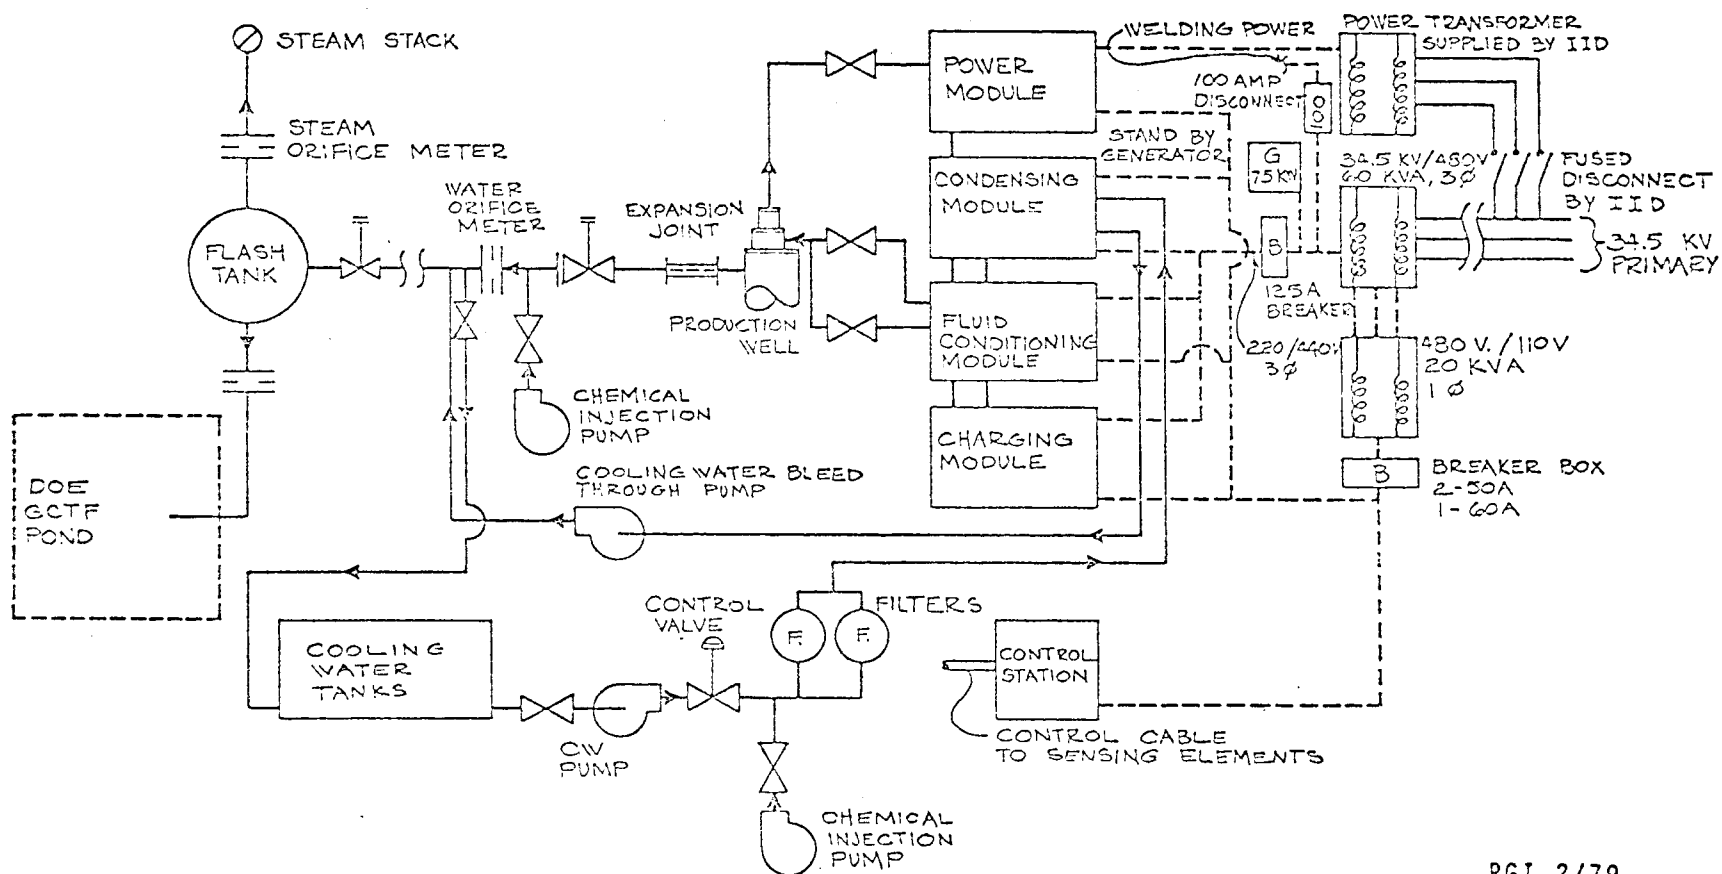 STEAM STACK
STEAM
ORIFICE METER
FLASH
TANK
WATER
ORIFICE
METER
EXPANSION
JOINT
PRODUCTION
WELL
CHEMICAL
INJECTION
PUMP
COOLING WATER BLEED
THROUGH PUMP
DOE
GCTF
POND
COOLING
WATER
TANKS
CW
PUMP
CONTROL
VALVE
FILTERS
F.
F.
CHEMICAL
INJECTION
PUMP
POWER
MODULE
CONDENSING
MODULE
FLUID
CONDITIONING
MODULE
CHARGING
MODULE
CONTROL
STATION
CONTROL CABLE
TO SENSING ELEMENTS
WELDING POWER
100 AMP
DISCONNECT
100
STAND BY
GENERATOR
G
75 KW
B
125A
BREAKER
220/440V
3Ø
POWER TRANSFORMER
SUPPLIED BY IID
34.5 KV/480V
60 KVA, 3Ø
FUSED
DISCONNECT
BY IID
34.5 KV
PRIMARY
480 V./110V
20 KVA
1 Ø
B
BREAKER BOX
2-50A
1-60A
RGI 2/79